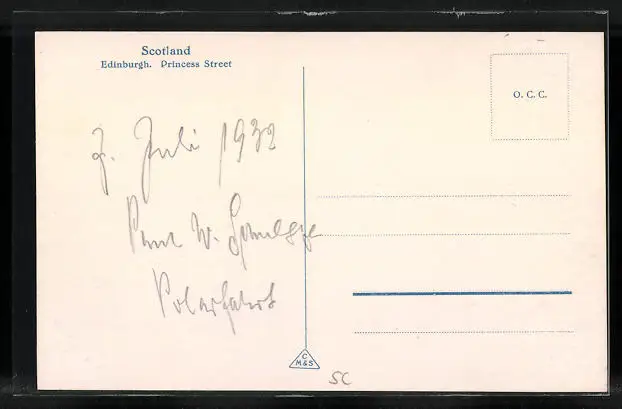 Scotland
Edinburgh. Princess Street
O. C. C.
7. Juli 1932
W.
Polarfahrt
C
M & S
SC